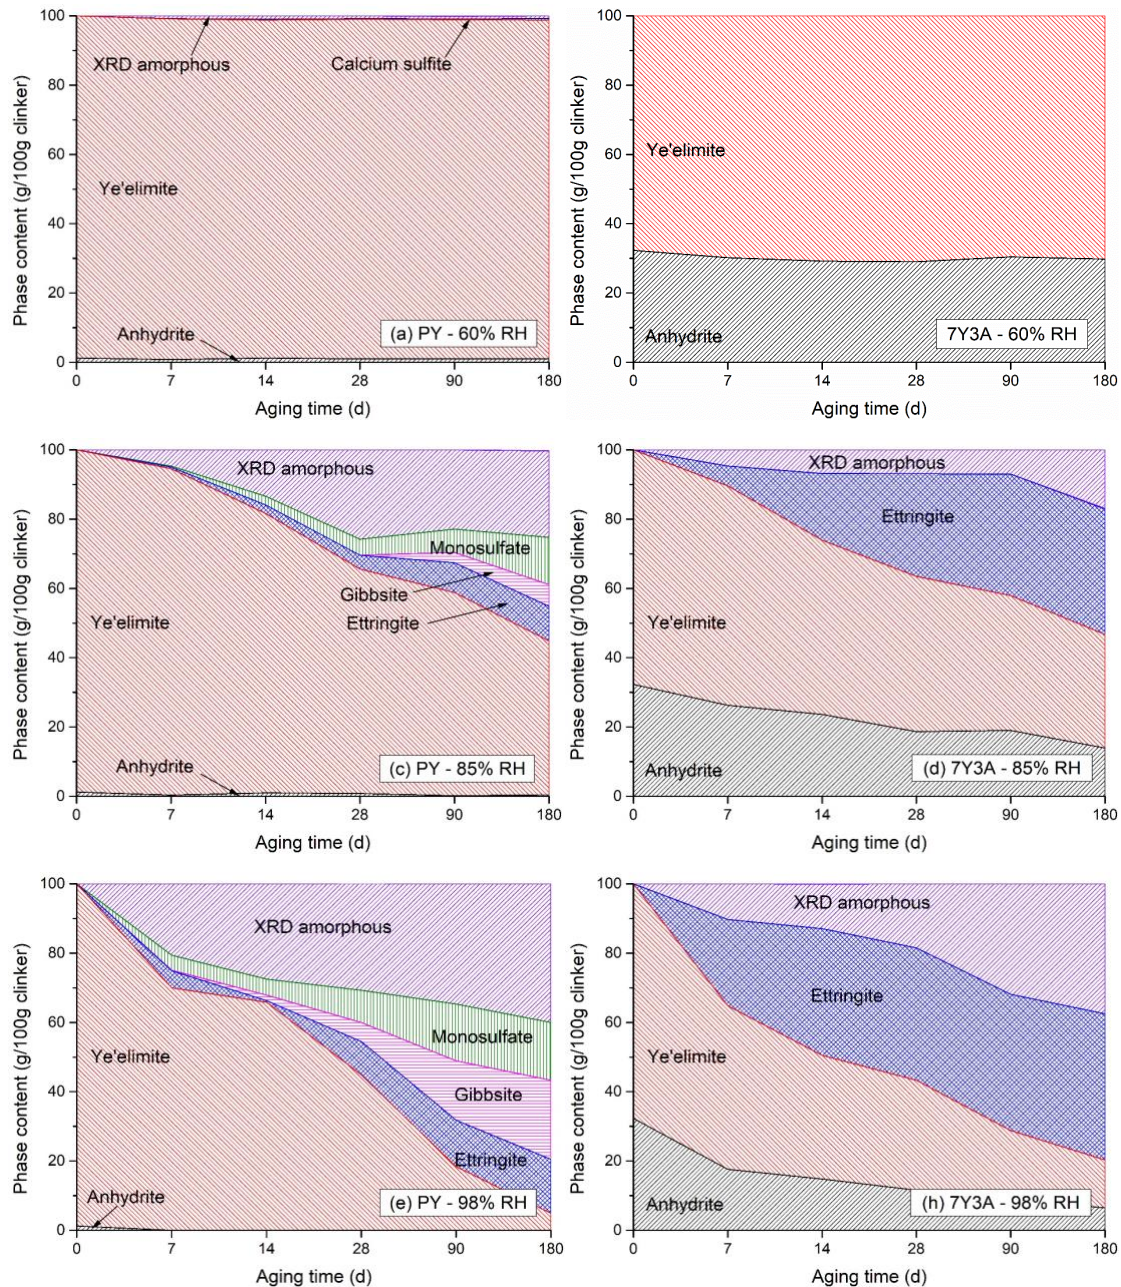 100
80
60
40
20
0
Phase content (g/100g clinker)
XRD amorphous
Calcium sulfite
Ye'elimite
Anhydrite
(a) PY - 60% RH
0 7 14 28 90 180
Aging time (d)
100
80
60
40
20
0
Phase content (g/100g clinker)
Ye'elimite
Anhydrite
7Y3A - 60% RH
0 7 14 28 90 180
Aging time (d)
100
80
60
40
20
0
Phase content (g/100g clinker)
XRD amorphous
Monosulfate
Gibbsite
Ettringite
Ye'elimite
Anhydrite
(c) PY - 85% RH
0 7 14 28 90 180
Aging time (d)
100
80
60
40
20
0
Phase content (g/100g clinker)
XRD amorphous
Ettringite
Ye'elimite
Anhydrite
(d) 7Y3A - 85% RH
0 7 14 28 90 180
Aging time (d)
100
80
60
40
20
0
Phase content (g/100g clinker)
XRD amorphous
Monosulfate
Ye'elimite
Gibbsite
Ettringite
Anhydrite
(e) PY - 98% RH
0 7 14 28 90 180
Aging time (d)
100
80
60
40
20
0
Phase content (g/100g clinker)
XRD amorphous
Ettringite
Ye'elimite
Anhydrite
(h) 7Y3A - 98% RH
0 7 14 28 90 180
Aging time (d)